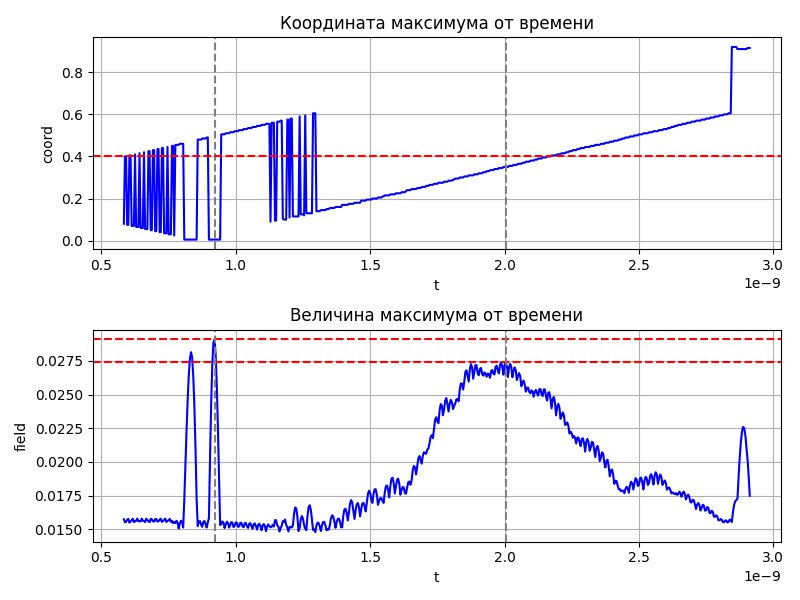 Координата максимума от времени
coord
0.8
0.6
0.4
0.2
0.0
0.5
1.0
1.5
2.0
2.5
3.0
1e−9
t
Величина максимума от времени
field
0.0275
0.0250
0.0225
0.0200
0.0175
0.0150
0.5
1.0
1.5
2.0
2.5
3.0
1e−9
t